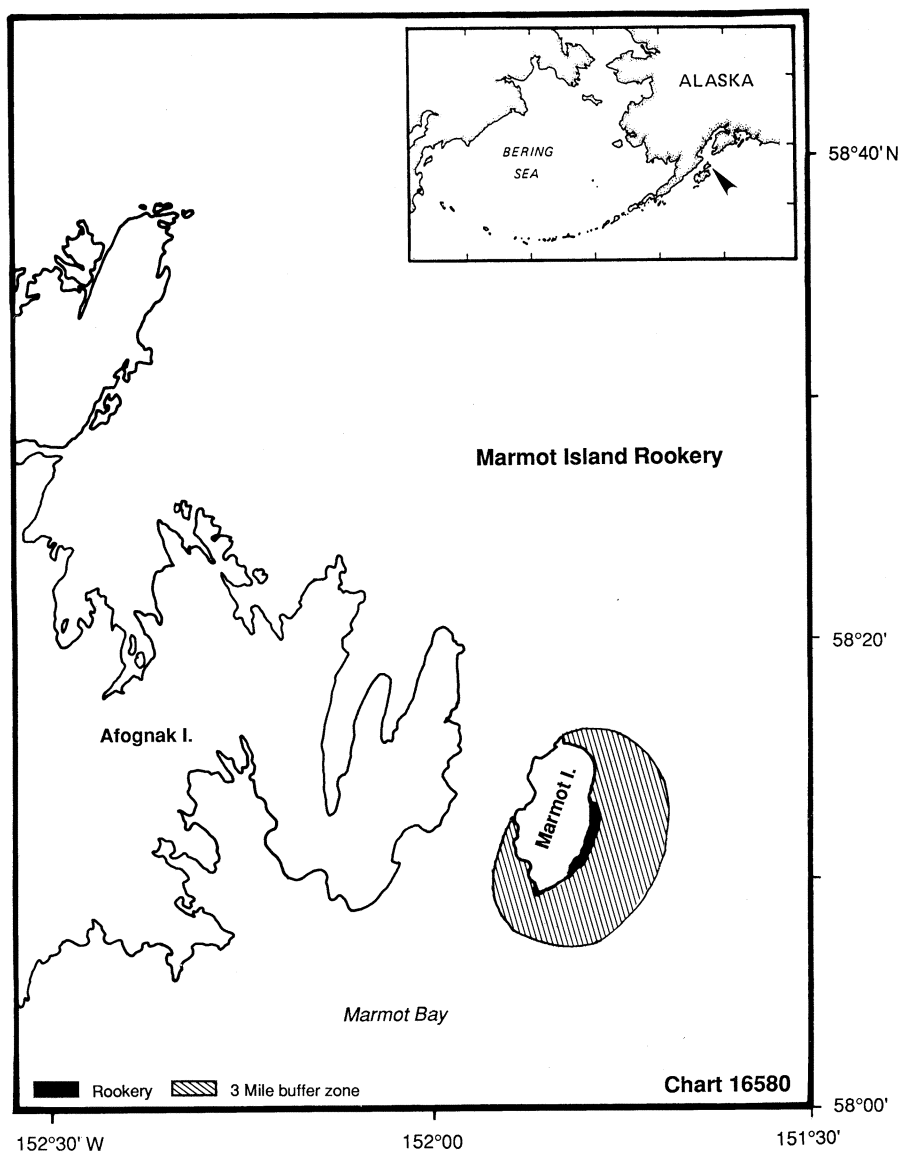 ALASKA
BERING
SEA
58°40' N
Marmot Island Rookery
58°20'
Afognak I.
Marmot I.
Marmot Bay
Rookery
3 Mile buffer zone
Chart 16580
58°00'
152°30' W
152°00
151°30'